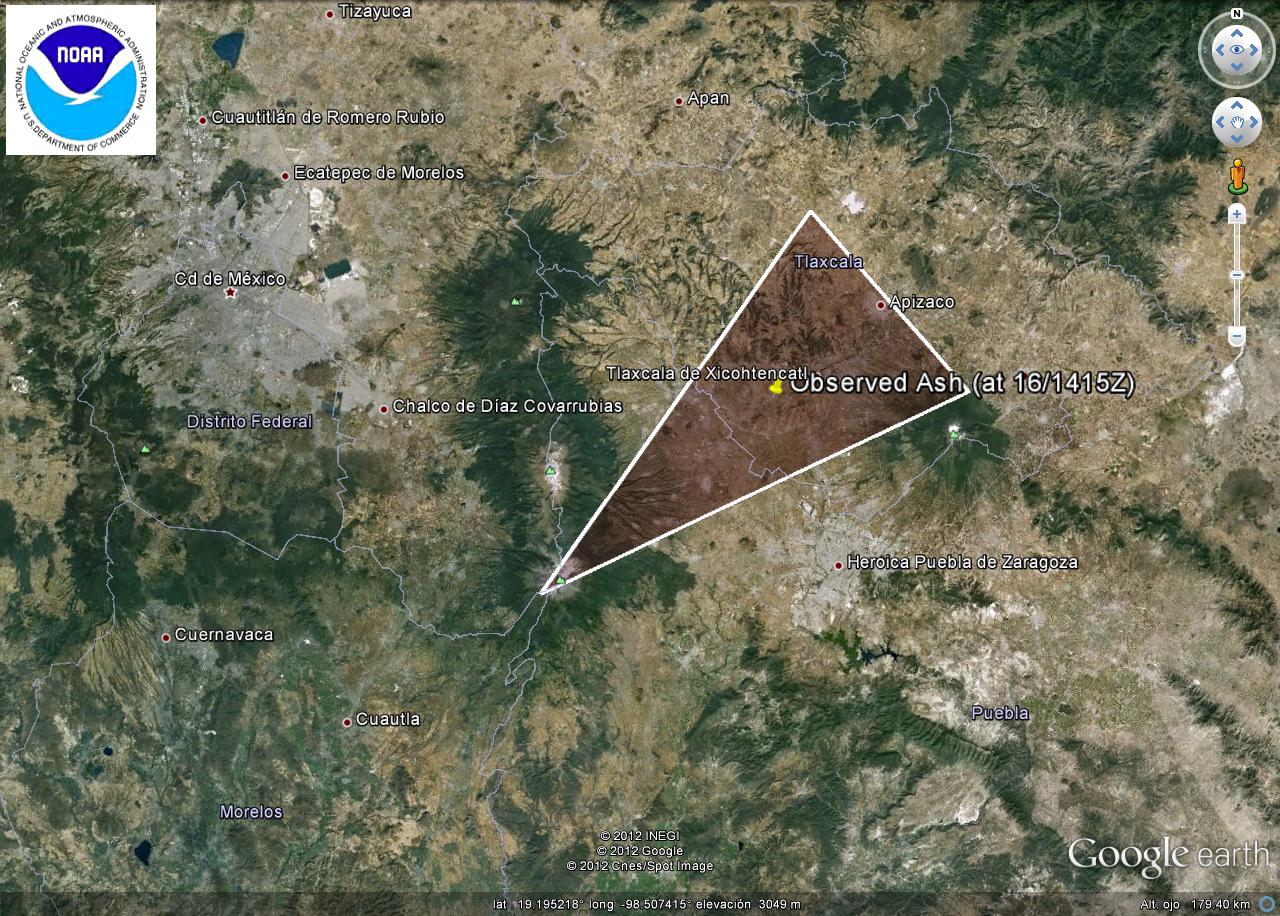 NATIONAL OCEANIC AND ATMOSPHERIC ADMINISTRATION
U.S. DEPARTMENT OF COMMERCE
NOAA
N
Tizayuca
Apan
Cuautitlán de Romero Rubio
Ecatepec de Morelos
Tlaxcala
Cd de México
Apizaco
Tlaxcala de Xicohtencatl
Observed Ash (at 16/1415Z)
Chalco de Díaz Covarrubias
Distrito Federal
Heroica Puebla de Zaragoza
Cuernavaca
Puebla
Cuautla
Morelos
© 2012 INEGI
© 2012 Google
© 2012 Cnes/Spot Image
Google earth
lat 19.195218° long -98.507415° elevación 3049 m
Alt. ojo 179.40 km